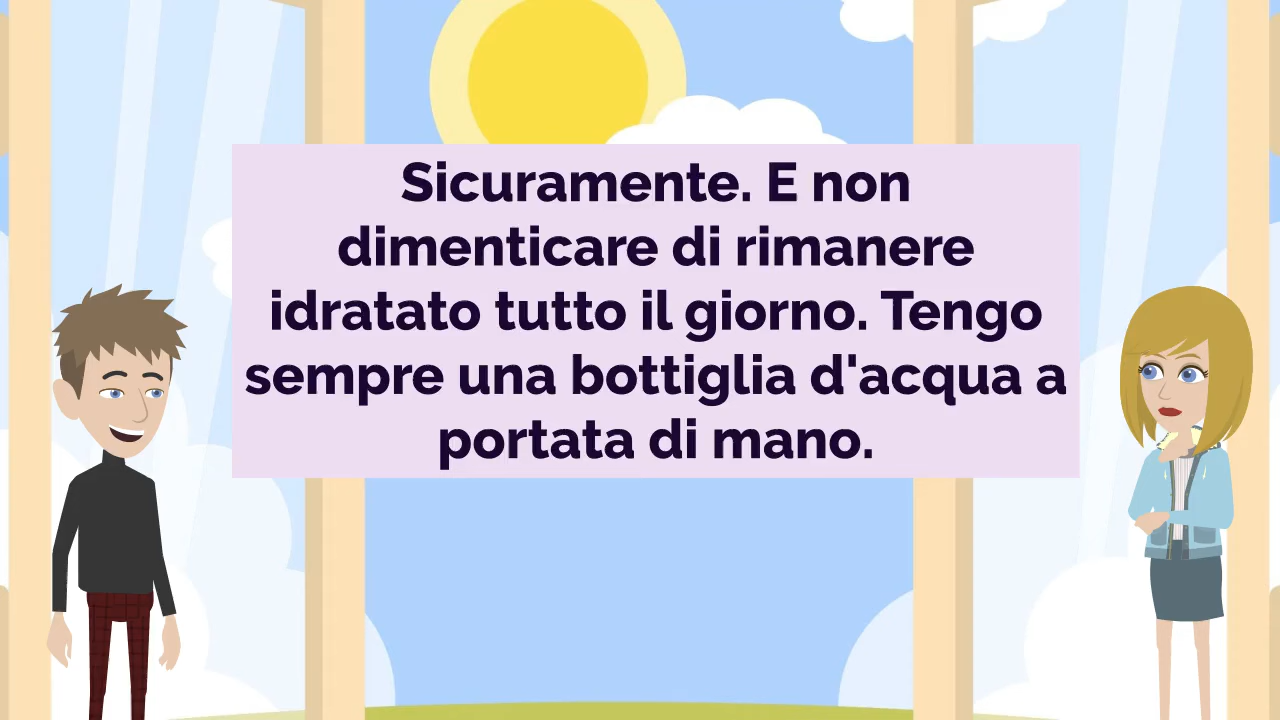 Sicuramente. E non
dimenticare di rimanere
idratato tutto il giorno. Tengo
sempre una bottiglia d'acqua a
portata di mano.